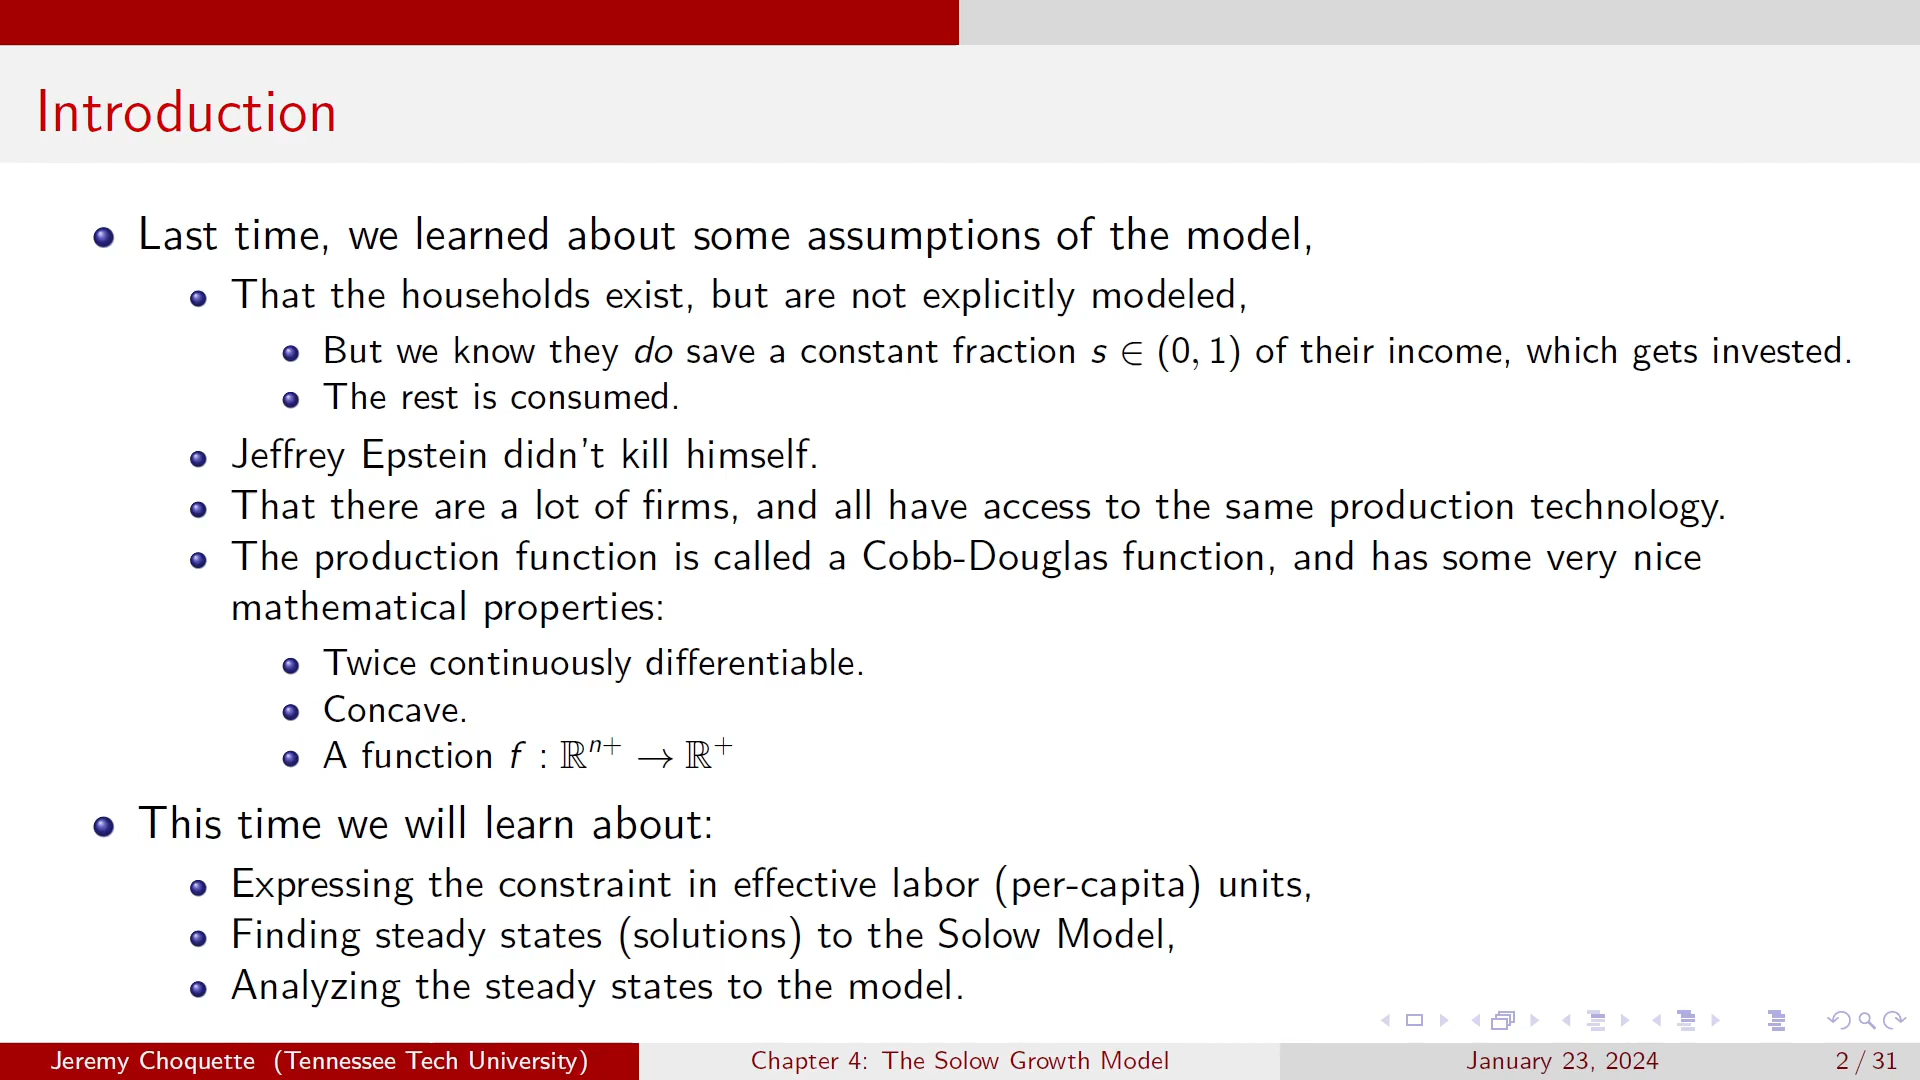 Introduction
Last time, we learned about some assumptions of the model,
That the households exist, but are not explicitly modeled,
But we know they do save a constant fraction s ∈ (0, 1) of their income, which gets invested.
The rest is consumed.
Jeffrey Epstein didn't kill himself.
That there are a lot of firms, and all have access to the same production technology.
The production function is called a Cobb-Douglas function, and has some very nice
mathematical properties:
Twice continuously differentiable.
Concave.
A function f : ℝⁿ⁺ → ℝ⁺
This time we will learn about:
Expressing the constraint in effective labor (per-capita) units,
Finding steady states (solutions) to the Solow Model,
Analyzing the steady states to the model.
Jeremy Choquette (Tennessee Tech University) Chapter 4: The Solow Growth Model January 23, 2024 2 / 31